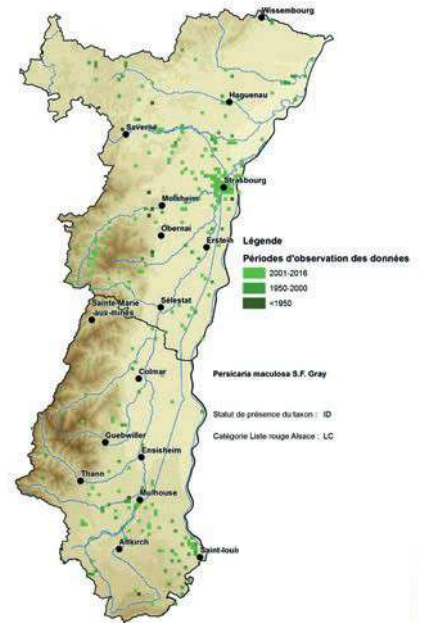 Wissembourg
Haguenau
Saverne
Strasbourg
Molsheim
Obernai
Erstein
Légende
Périodes d'observation des données
2001-2016
1950-2000
<1950
Sainte-Marie
-aux-mines
Sélestat
Persicaria maculosa S.F. Gray
Colmar
Statut de présence du taxon : ID
Catégorie Liste rouge Alsace : LC
Guebwiller
Ensisheim
Thann
Mulhouse
Altkirch
Saint-louis